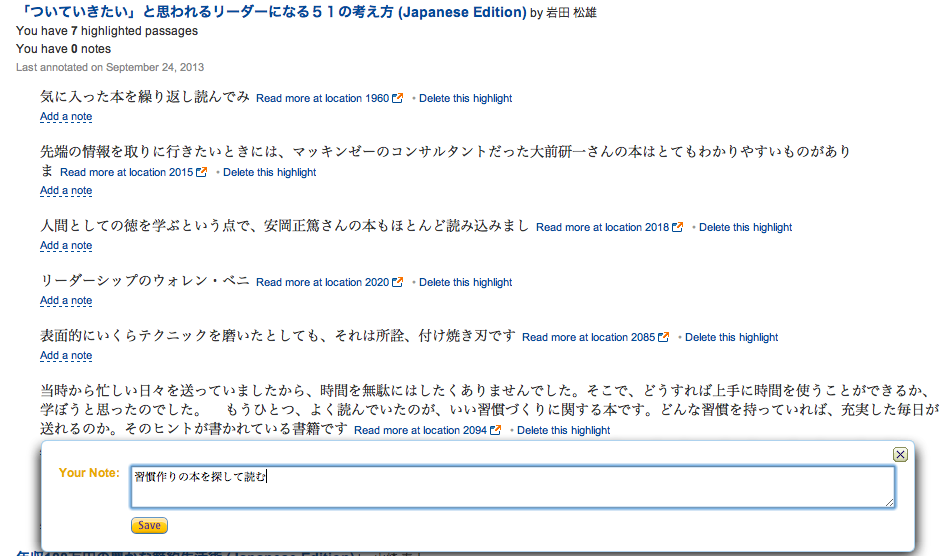 「ついていきたい」と思われるリーダーになる５１の考え方 (Japanese Edition) by 岩田 松雄
You have 7 highlighted passages
You have 0 notes
Last annotated on September 24, 2013
気に入った本を繰り返し読んでみ Read more at location 1960 • Delete this highlight
Add a note
先端の情報を取りに行きたいときには、マッキンゼーのコンサルタントだった大前研一さんの本はとてもわかりやすいものがあり
ま Read more at location 2015 • Delete this highlight
Add a note
人間としての徳を学ぶという点で、安岡正篤さんの本もほとんど読み込みまし Read more at location 2018 • Delete this highlight
Add a note
リーダーシップのウォレン・ベニ Read more at location 2020 • Delete this highlight
Add a note
表面的にいくらテクニックを磨いたとしても、それは所詮、付け焼き刃です Read more at location 2085 • Delete this highlight
Add a note
当時から忙しい日々を送っていましたから、時間を無駄にはしたくありませんでした。そこで、どうすれば上手に時間を使うことができるか、
学ぼうと思ったのでした。　もうひとつ、よく読んでいたのが、いい習慣づくりに関する本です。どんな習慣を持っていれば、充実した毎日が
送れるのか。そのヒントが書かれている書籍です Read more at location 2094 • Delete this highlight
Your Note: 習慣作りの本を探して読む
Save